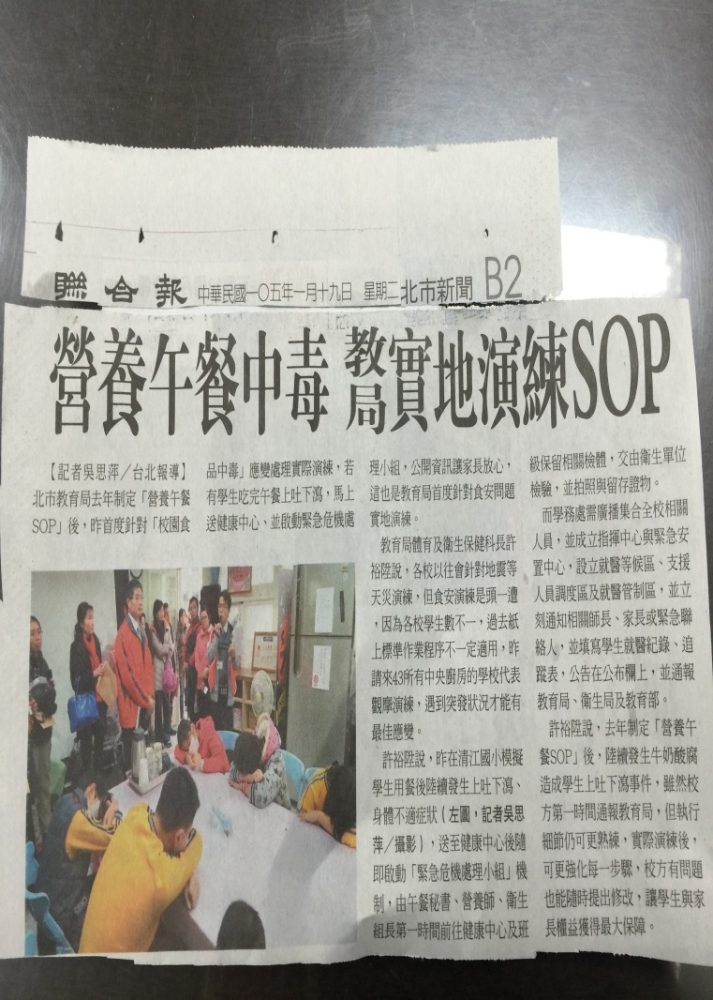 聯合報 中華民國一〇五年一月十九日 星期二 北市新聞 B2
營養午餐中毒 教局實地演練SOP
【記者吳思萍／台北報導】
北市教育局去年制定「營養午餐
SOP」後，昨首度針對「校園食
品中毒」應變處理實際演練，若
有學生吃完午餐上吐下瀉，馬上
送健康中心、並啟動緊急危機處
理小組，公開資訊讓家長放心，
這也是教育局首度針對食安問題
實地演練。
教育局體育及衛生保健科長許
裕陞說，各校以往會針對地震等
天災演練，但食安演練是頭一遭
，因為各校學生數不一，過去紙
上標準作業程序不一定適用，昨
請來43所有中央廚房的學校代表
觀摩演練，遇到突發狀況才能有
最佳應變。
許裕陞說，昨在清江國小模擬
學生用餐後陸續發生上吐下瀉、
身體不適症狀（左圖，記者吳思
萍／攝影），送至健康中心後隨
即啟動「緊急危機處理小組」機
制，由午餐秘書、營養師、衛生
組長第一時間前往健康中心及班
級保留相關檢體，交由衛生單位
檢驗，並拍照與留存證物。
而學務處需廣播集合全校相關
人員，並成立指揮中心與緊急安
置中心，設立就醫等候區、支援
人員調度區及就醫管制區，並立
刻通知相關師長、家長或緊急聯
絡人，並填寫學生就醫紀錄、追
蹤表，公告在公布欄上，並通報
教育局、衛生局及教育部。
許裕陞說，去年制定「營養午
餐SOP」後，陸續發生牛奶酸腐
造成學生上吐下瀉事件，雖然校
方第一時間通報教育局，但執行
細節仍可更熟練，實際演練後，
可更強化每一步驟，校方有問題
也能隨時提出修改，讓學生與家
長權益獲得最大保障。